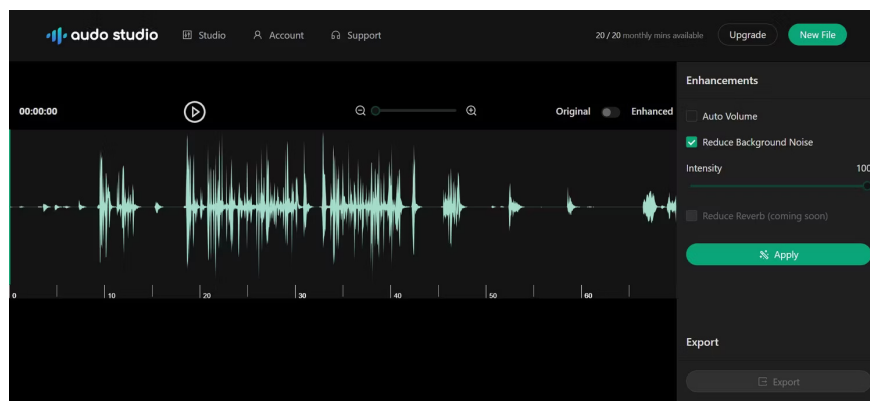 audo studio
Studio
Account
Support
20 / 20 monthly mins available
Upgrade
New File
00:00:00
Original
Enhanced
0 10 20 30 40 50 60
Enhancements
Auto Volume
Reduce Background Noise
Intensity 100
Reduce Reverb (coming soon)
Apply
Export
Export